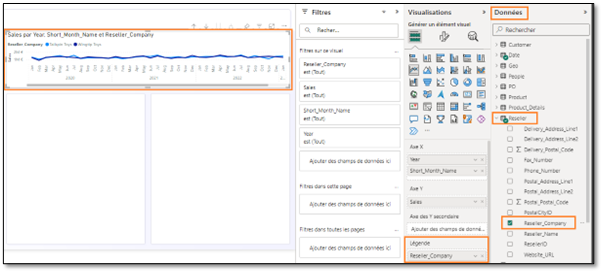 Sales par Year, Short_Month_Name et Reseller_Company
Reseller_Company Tailspin Toys Wingtip Toys
Filtres
Recher...
Filtres sur ce visuel
Reseller_Company
est (Tout)
Sales
est (Tout)
Short_Month_Name
est (Tout)
Year
est (Tout)
Ajouter des champs de données ici
Filtres dans cette page
Ajouter des champs de données ici
Filtres dans toutes les pages
Ajouter des champs de données ici
Visualisations
Générer un élément visuel
Axe X
Year
Short_Month_Name
Axe Y
Sales
Axe des Y secondaire
Ajouter des champs de donné...
Légende
Reseller_Company
Données
Rechercher
Customer
Date
Geo
People
PO
Product
Product_Details
Reseller
Delivery_Address_Line1
Delivery_Address_Line2
Delivery_Postal_Code
Fax_Number
Phone_Number
Postal_Address_Line1
Postal_Address_Line2
Postal_Postal_Code
PostalCityID
Reseller_Company
Reseller_Name
ResellerID
Website_URL